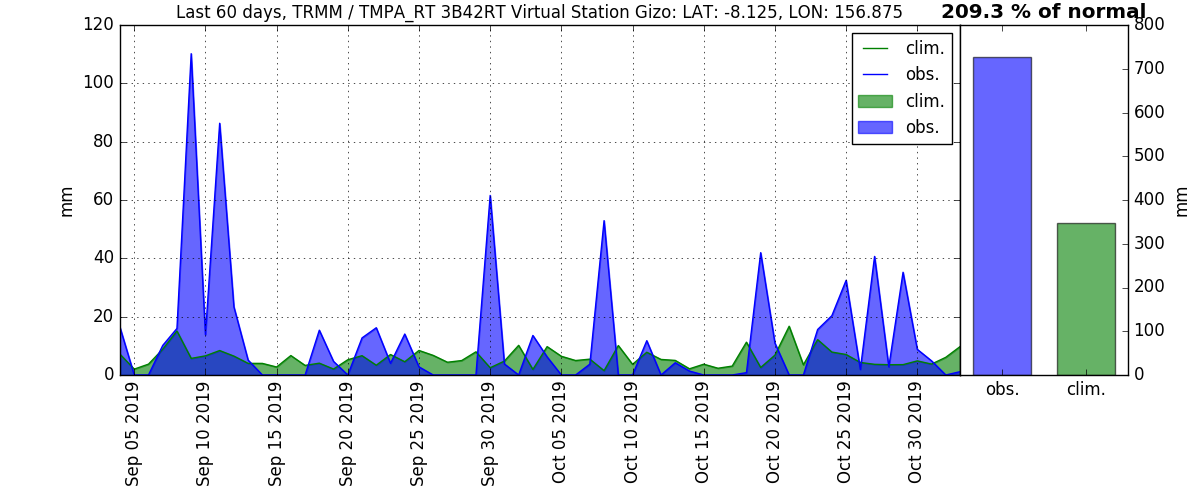 Last 60 days, TRMM / TMPA_RT 3B42RT Virtual Station Gizo: LAT: -8.125, LON: 156.875
209.3 % of normal
120
100
80
60
40
20
0
mm
clim.
obs.
clim.
obs.
800
700
600
500
400
300
200
100
0
mm
obs.
clim.
Sep 05 2019
Sep 10 2019
Sep 15 2019
Sep 20 2019
Sep 25 2019
Sep 30 2019
Oct 05 2019
Oct 10 2019
Oct 15 2019
Oct 20 2019
Oct 25 2019
Oct 30 2019